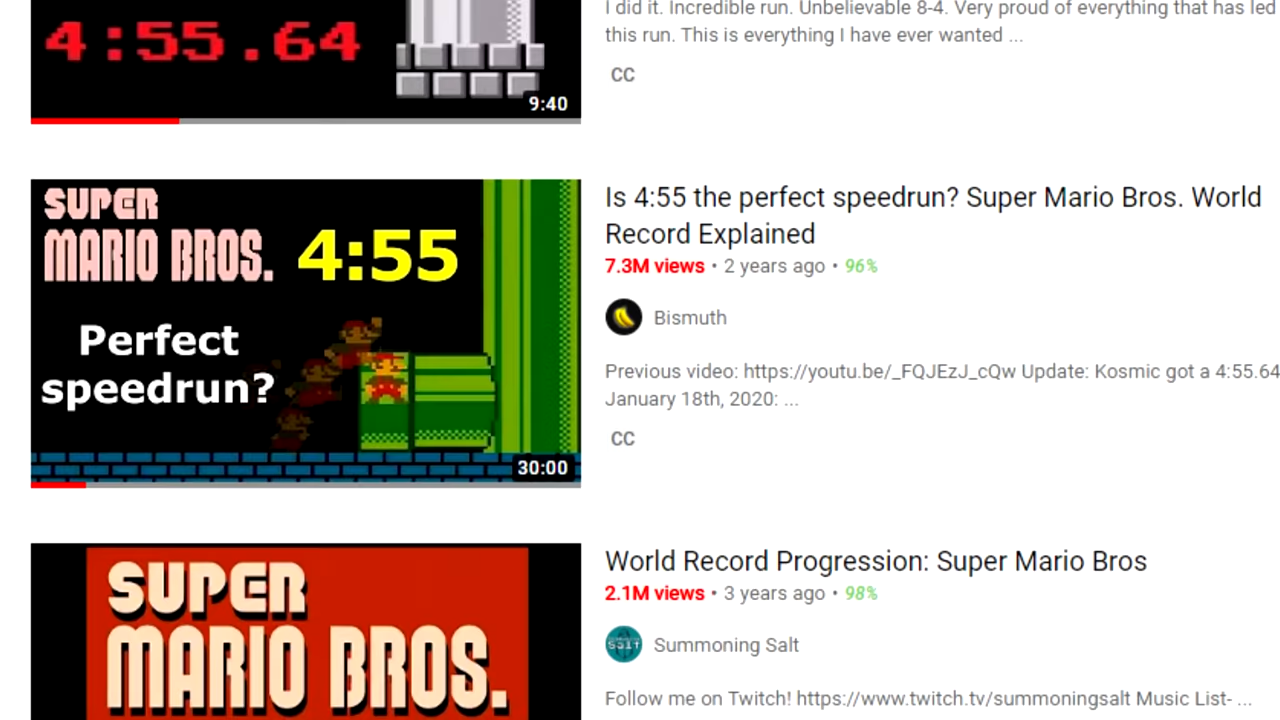 4:55.64
9:40
I did it. Incredible run. Unbelievable 8-4. Very proud of everything that has led
this run. This is everything I have ever wanted ...
CC
SUPER
MARIO BROS.
4:55
Perfect
speedrun?
30:00
Is 4:55 the perfect speedrun? Super Mario Bros. World
Record Explained
7.3M views • 2 years ago • 96%
Bismuth
Previous video: https://youtu.be/_FQJEzJ_cQw Update: Kosmic got a 4:55.64
January 18th, 2020: ...
CC
SUPER
MARIO BROS.
World Record Progression: Super Mario Bros
2.1M views • 3 years ago • 98%
SALT
Summoning Salt
Follow me on Twitch! https://www.twitch.tv/summoningsalt Music List- ...